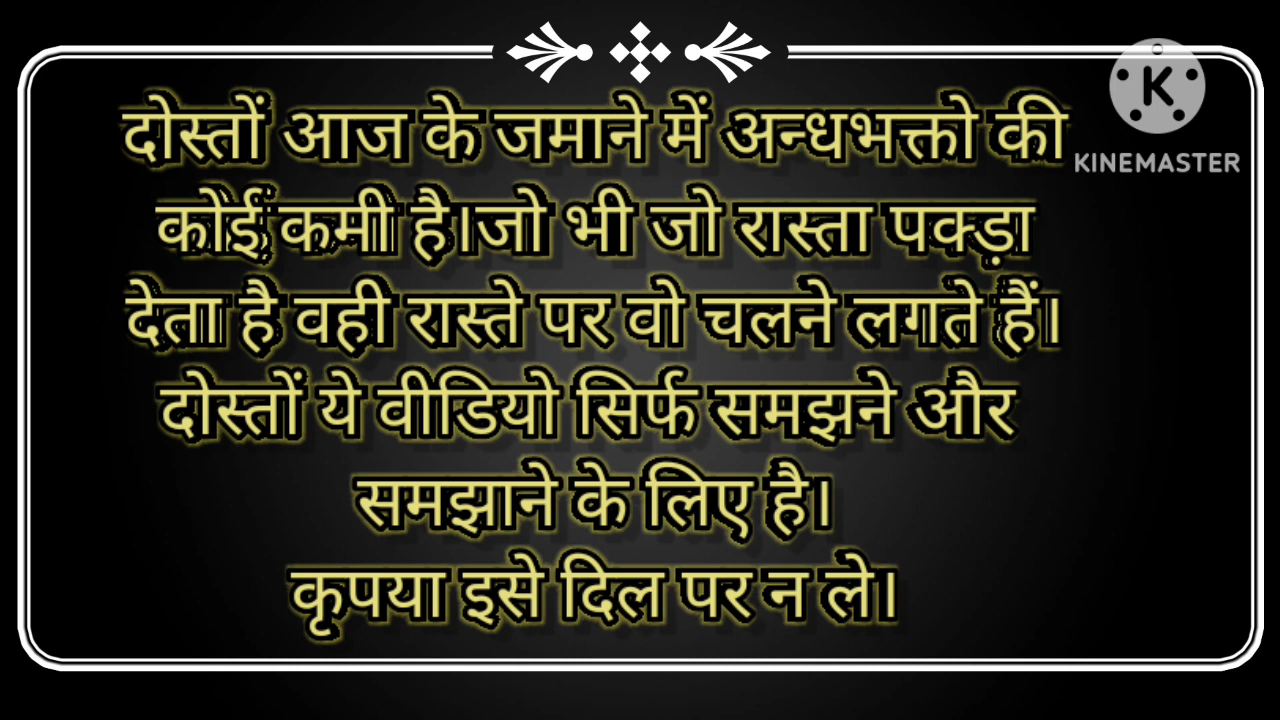 दोस्तों आज के जमाने में अन्धभक्तो की
कोई कमी है।जो भी जो रास्ता पकड़ा
देता है वही रास्ते पर वो चलने लगते हैं।
दोस्तों ये वीडियो सिर्फ समझने और
समझाने के लिए है।
कृपया इसे दिल पर न ले।
K
KINEMASTER